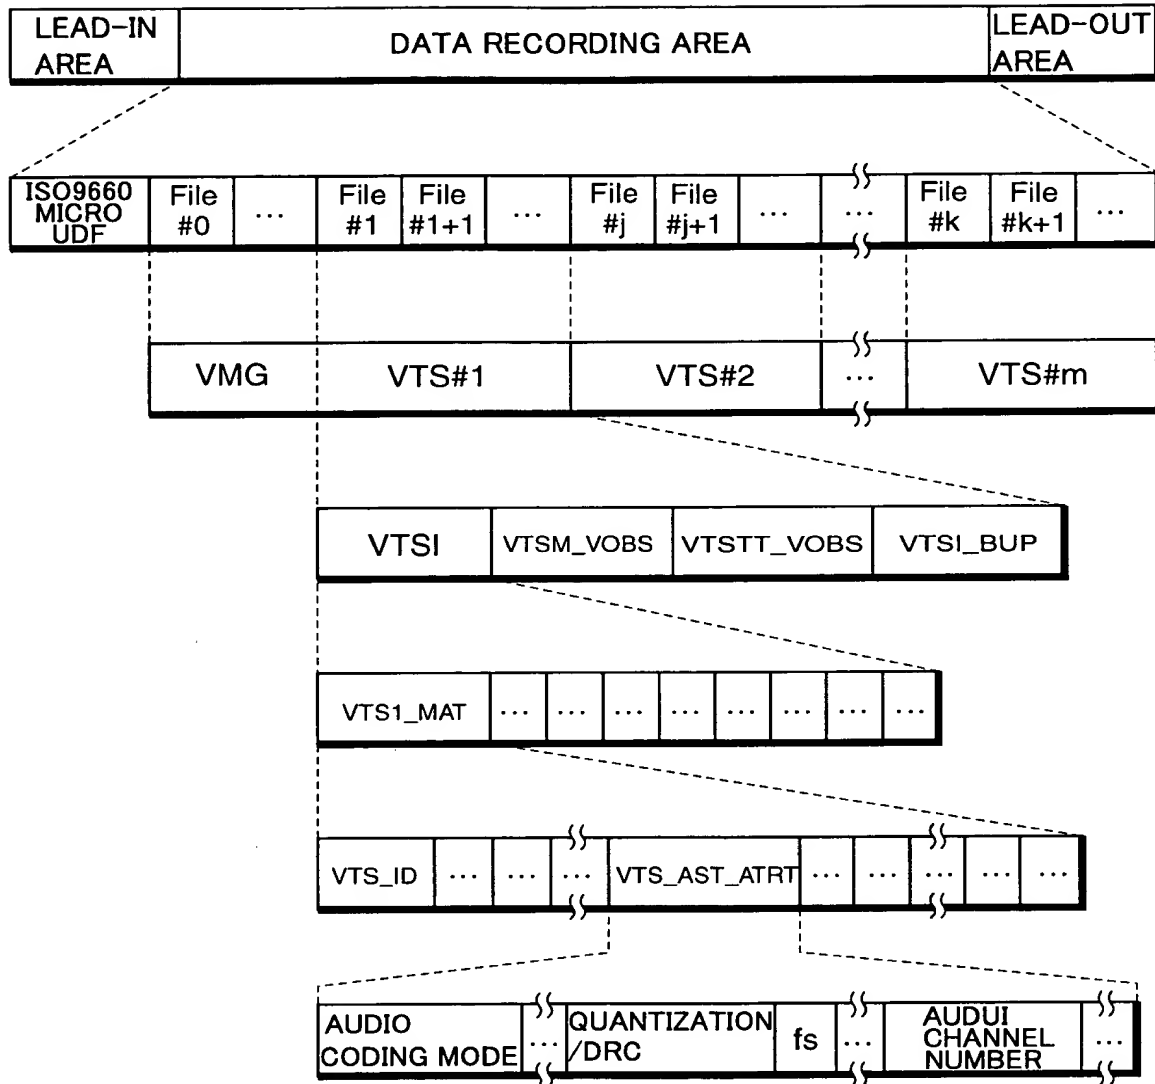 LEAD-IN AREA
DATA RECORDING AREA
LEAD-OUT AREA
ISO9660 MICRO UDF
File #0
...
File #1
File #1+1
...
File #j
File #j+1
...
...
File #k
File #k+1
...
VMG
VTS#1
VTS#2
...
VTS#m
VTSI
VTSM_VOBS
VTSTT_VOBS
VTSI_BUP
VTS1_MAT
...
...
...
...
...
...
...
...
VTS_ID
...
...
...
VTS_AST_ATRT
...
...
...
...
...
AUDIO CODING MODE
...
QUANTIZATION /DRC
fs
...
AUDUI CHANNEL NUMBER
...